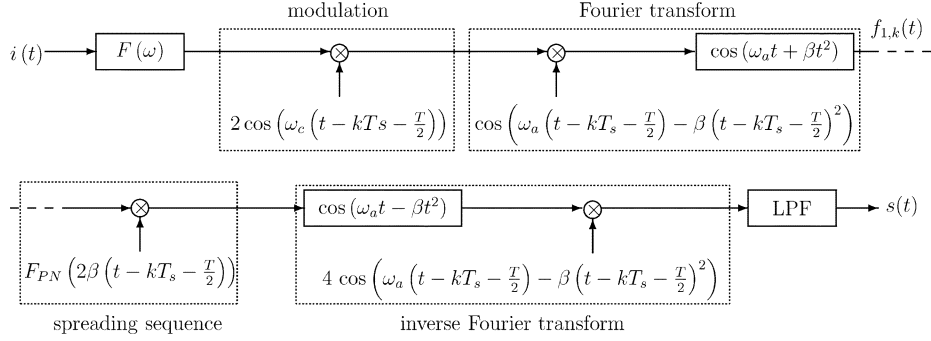 modulation
Fourier transform
i(t)
F(ω)
cos(ω_a t + βt²)
f_{1,k}(t)
2 cos(ω_c(t − kTs − T/2))
cos(ω_a(t − kT_s − T/2) − β(t − kT_s − T/2)²)
cos(ω_a t − βt²)
LPF
s(t)
F_{PN}(2β(t − kT_s − T/2))
4 cos(ω_a(t − kT_s − T/2) − β(t − kT_s − T/2)²)
spreading sequence
inverse Fourier transform